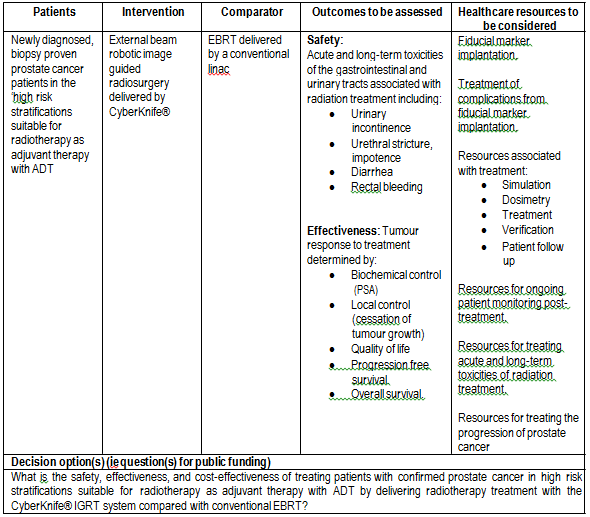 Patients
Intervention
Comparator
Outcomes to be assessed
Healthcare resources to
be considered
Newly diagnosed,
biopsy proven
prostate cancer
patients in the
'high risk
stratifications
suitable for
radiotherapy as
adjuvant therapy
with ADT
External beam
robotic image
guided
radiosurgery
delivered by
CyberKnife®
EBRT delivered
by a conventional
linac
Safety:
Acute and long-term toxicities
of the gastrointestinal and
urinary tracts associated with
radiation treatment including:
● Urinary
incontinence
● Urethral stricture,
impotence
● Diarrhea
● Rectal bleeding
Effectiveness: Tumour
response to treatment
determined by:
● Biochemical control
(PSA)
● Local control
(cessation of
tumour growth)
● Quality of life
● Progression free
survival.
● Overall survival.
Fiducial marker
implantation.
Treatment of
complications from
fiducial marker
implantation.
Resources associated
with treatment:
● Simulation
● Dosimetry
● Treatment
● Verification
● Patient follow
up
Resources for ongoing
patient monitoring post-
treatment.
Resources for treating
acute and long-term
toxicities of radiation
treatment.
Resources for treating the
progression of prostate
cancer
Decision option(s) (ie question(s) for public funding)
What is the safety, effectiveness, and cost-effectiveness of treating patients with confirmed prostate cancer in high risk
stratifications suitable for radiotherapy as adjuvant therapy with ADT by delivering radiotherapy treatment with the
CyberKnife® IGRT system compared with conventional EBRT?